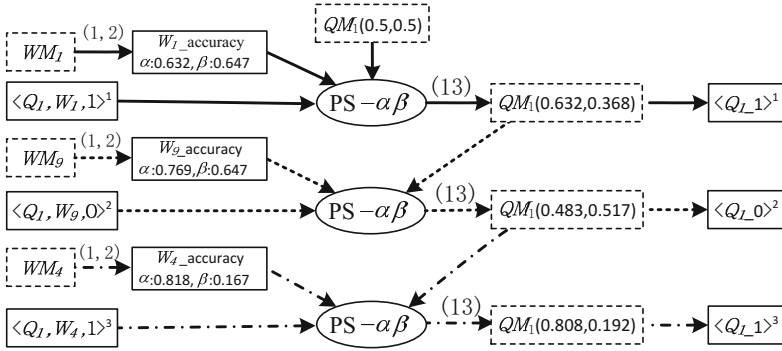 QM₁(0.5,0.5)
WM₁
(1, 2)
W₁_accuracy
α:0.632, β:0.647
<Q₁, W₁, 1>¹
PS-αβ
(13)
QM₁(0.632,0.368)
<Q₁_1>¹
WM₉
(1, 2)
W₉_accuracy
α:0.769, β:0.647
<Q₁, W₉, 0>²
PS-αβ
(13)
QM₁(0.483,0.517)
<Q₁_0>²
WM₄
(1, 2)
W₄_accuracy
α:0.818, β:0.167
<Q₁, W₄, 1>³
PS-αβ
(13)
QM₁(0.808,0.192)
<Q₁_1>³